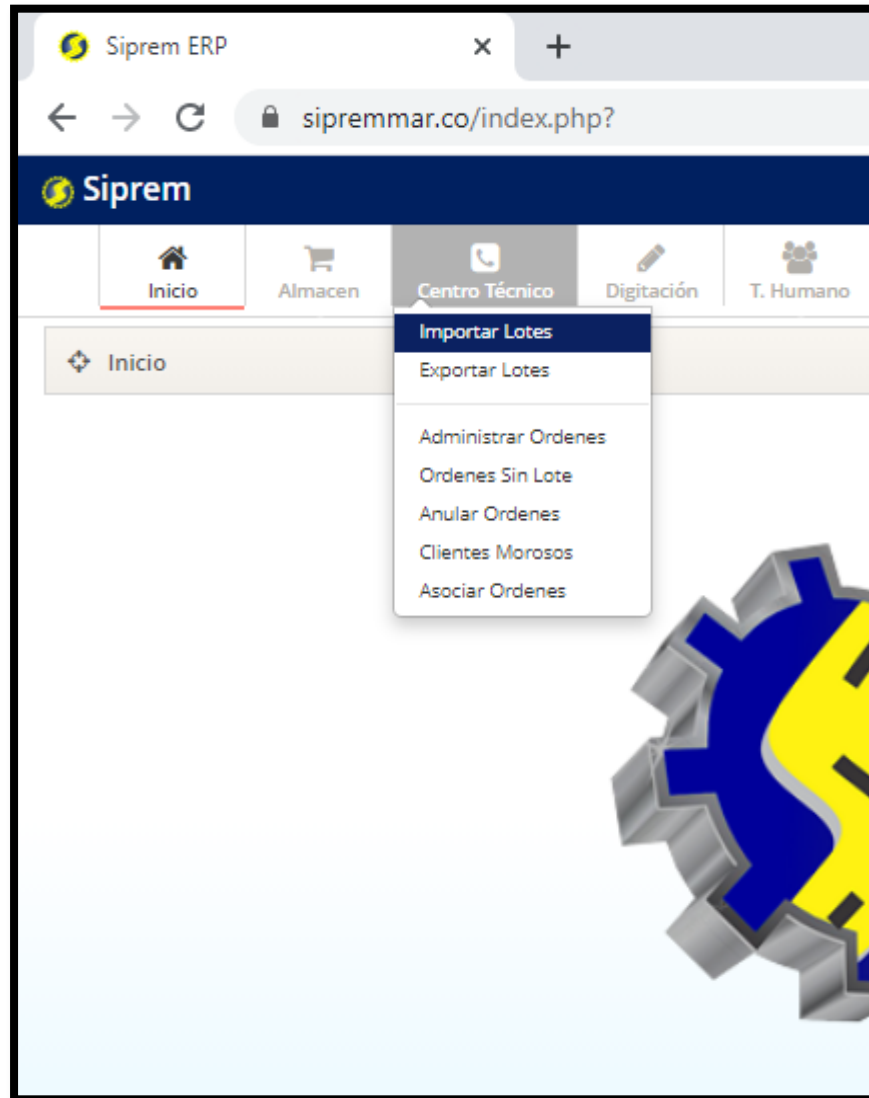 Siprem ERP
sipremmar.co/index.php?
Siprem
Inicio
Almacen
Centro Técnico
Digitación
T. Humano
Importar Lotes
Inicio
Exportar Lotes
Administrar Ordenes
Ordenes Sin Lote
Anular Ordenes
Clientes Morosos
Asociar Ordenes